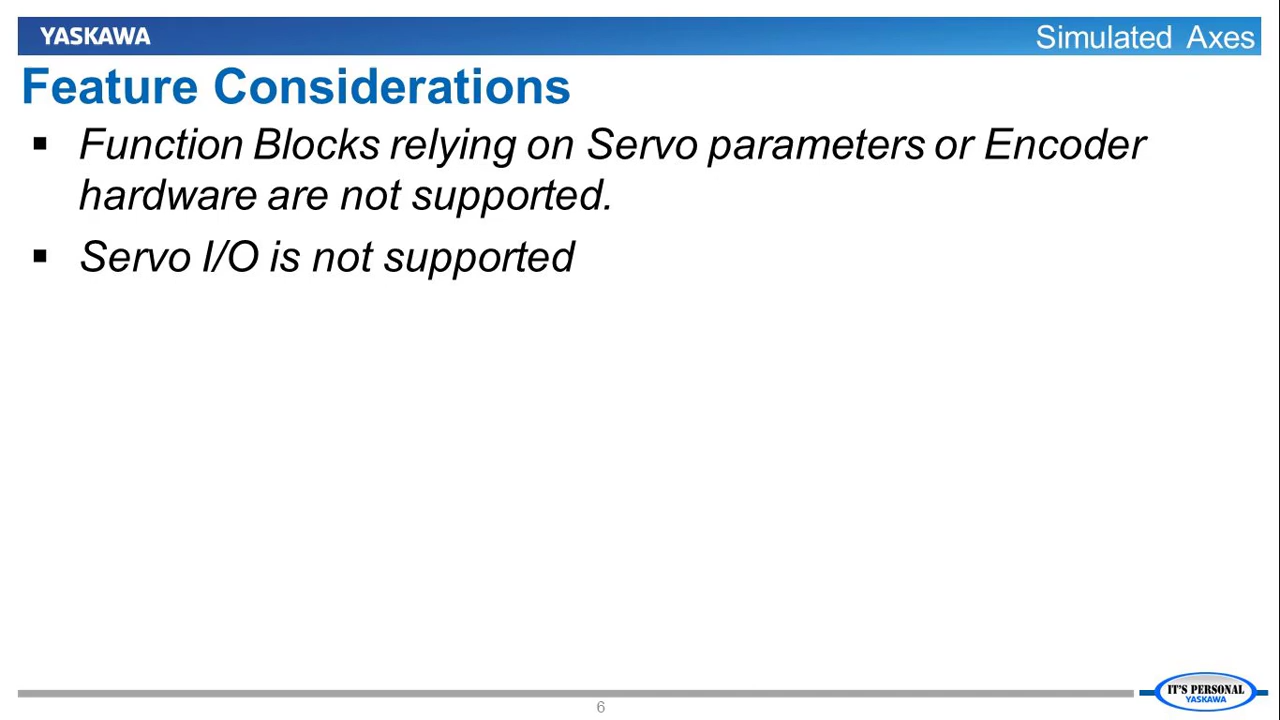 YASKAWA
Simulated Axes
Feature Considerations
▪ Function Blocks relying on Servo parameters or Encoder
hardware are not supported.
▪ Servo I/O is not supported
6
IT'S PERSONAL
YASKAWA